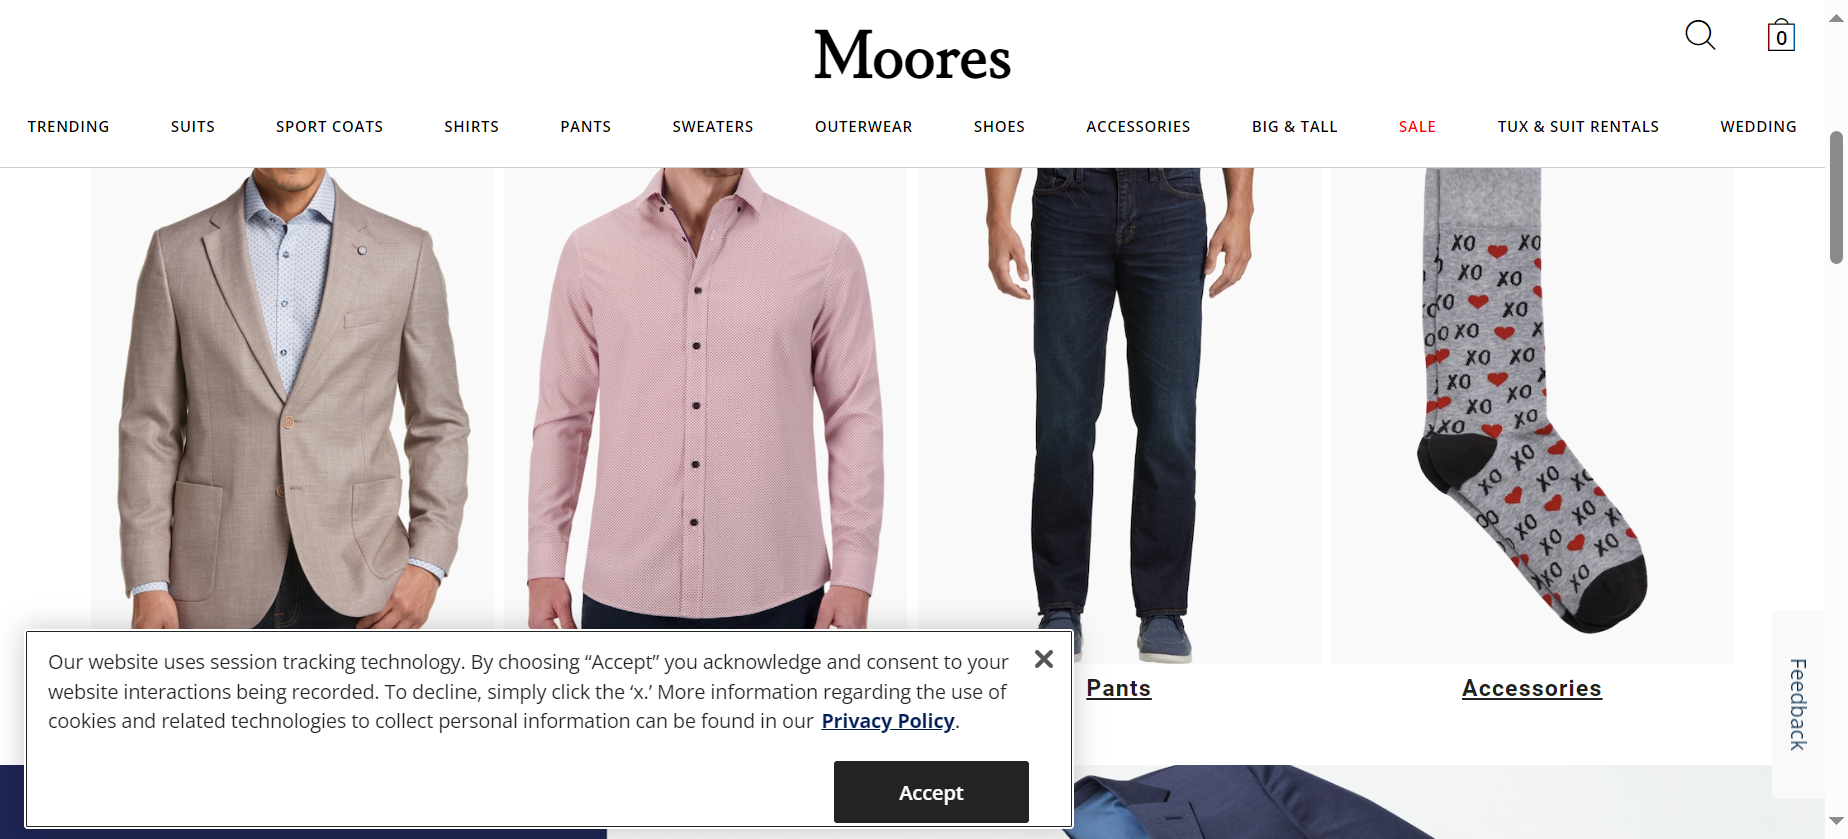 Moores
0
TRENDING
SUITS
SPORT COATS
SHIRTS
PANTS
SWEATERS
OUTERWEAR
SHOES
ACCESSORIES
BIG & TALL
SALE
TUX & SUIT RENTALS
WEDDING
XO XO
XO XO
XO XO
XO XO
XO XO
XO XO
XO XO
XO XO
XO XO
XO XO
XO XO
XO
Our website uses session tracking technology. By choosing “Accept” you acknowledge and consent to your
website interactions being recorded. To decline, simply click the ‘x.’ More information regarding the use of
cookies and related technologies to collect personal information can be found in our Privacy Policy.
Accept
Pants
Accessories
Feedback